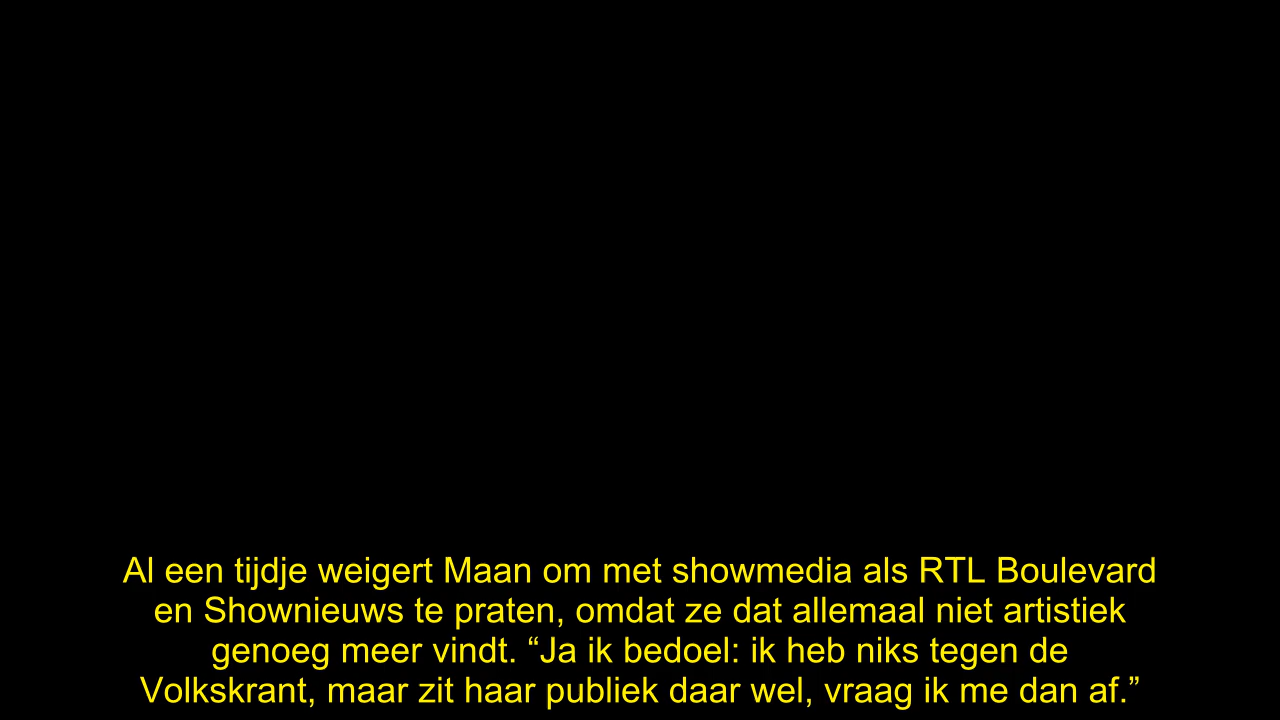 Al een tijdje weigert Maan om met showmedia als RTL Boulevard
en Shownieuws te praten, omdat ze dat allemaal niet artistiek
genoeg meer vindt. “Ja ik bedoel: ik heb niks tegen de
Volkskrant, maar zit haar publiek daar wel, vraag ik me dan af.”